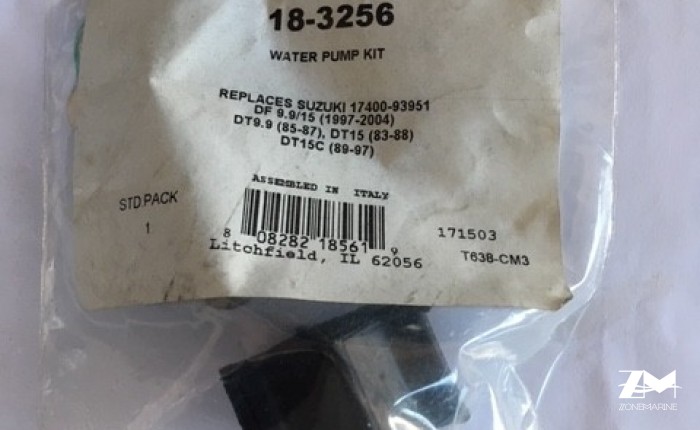 18-3256
WATER PUMP KIT
REPLACES SUZUKI 17400-93951
DF 9.9/15 (1997-2004)
DT9.9 (85-87), DT15 (83-88)
DT15C (89-97)
ASSEMBLED IN ITALY
STD.PACK
1
8 08282 18561 9
Litchfield, IL 62056
171503
T638-CM3
ZM
ZONEMARINE